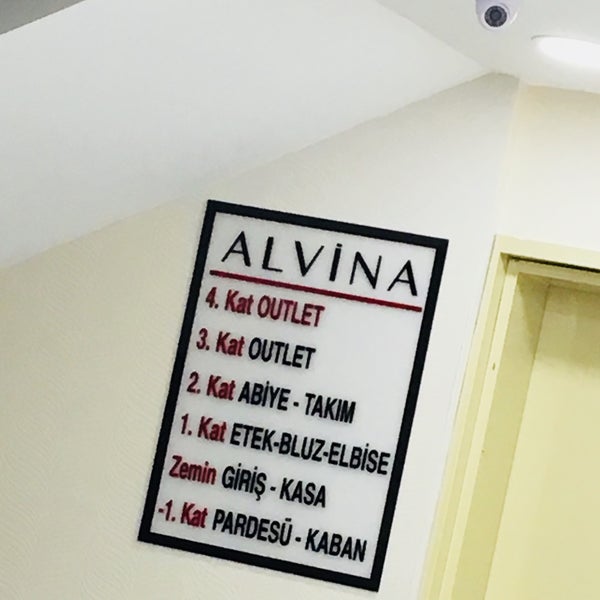 ALVİNA
4. Kat OUTLET
3. Kat OUTLET
2. Kat ABİYE - TAKIM
1. Kat ETEK-BLUZ-ELBİSE
Zemin GİRİŞ - KASA
-1. Kat PARDESÜ - KABAN